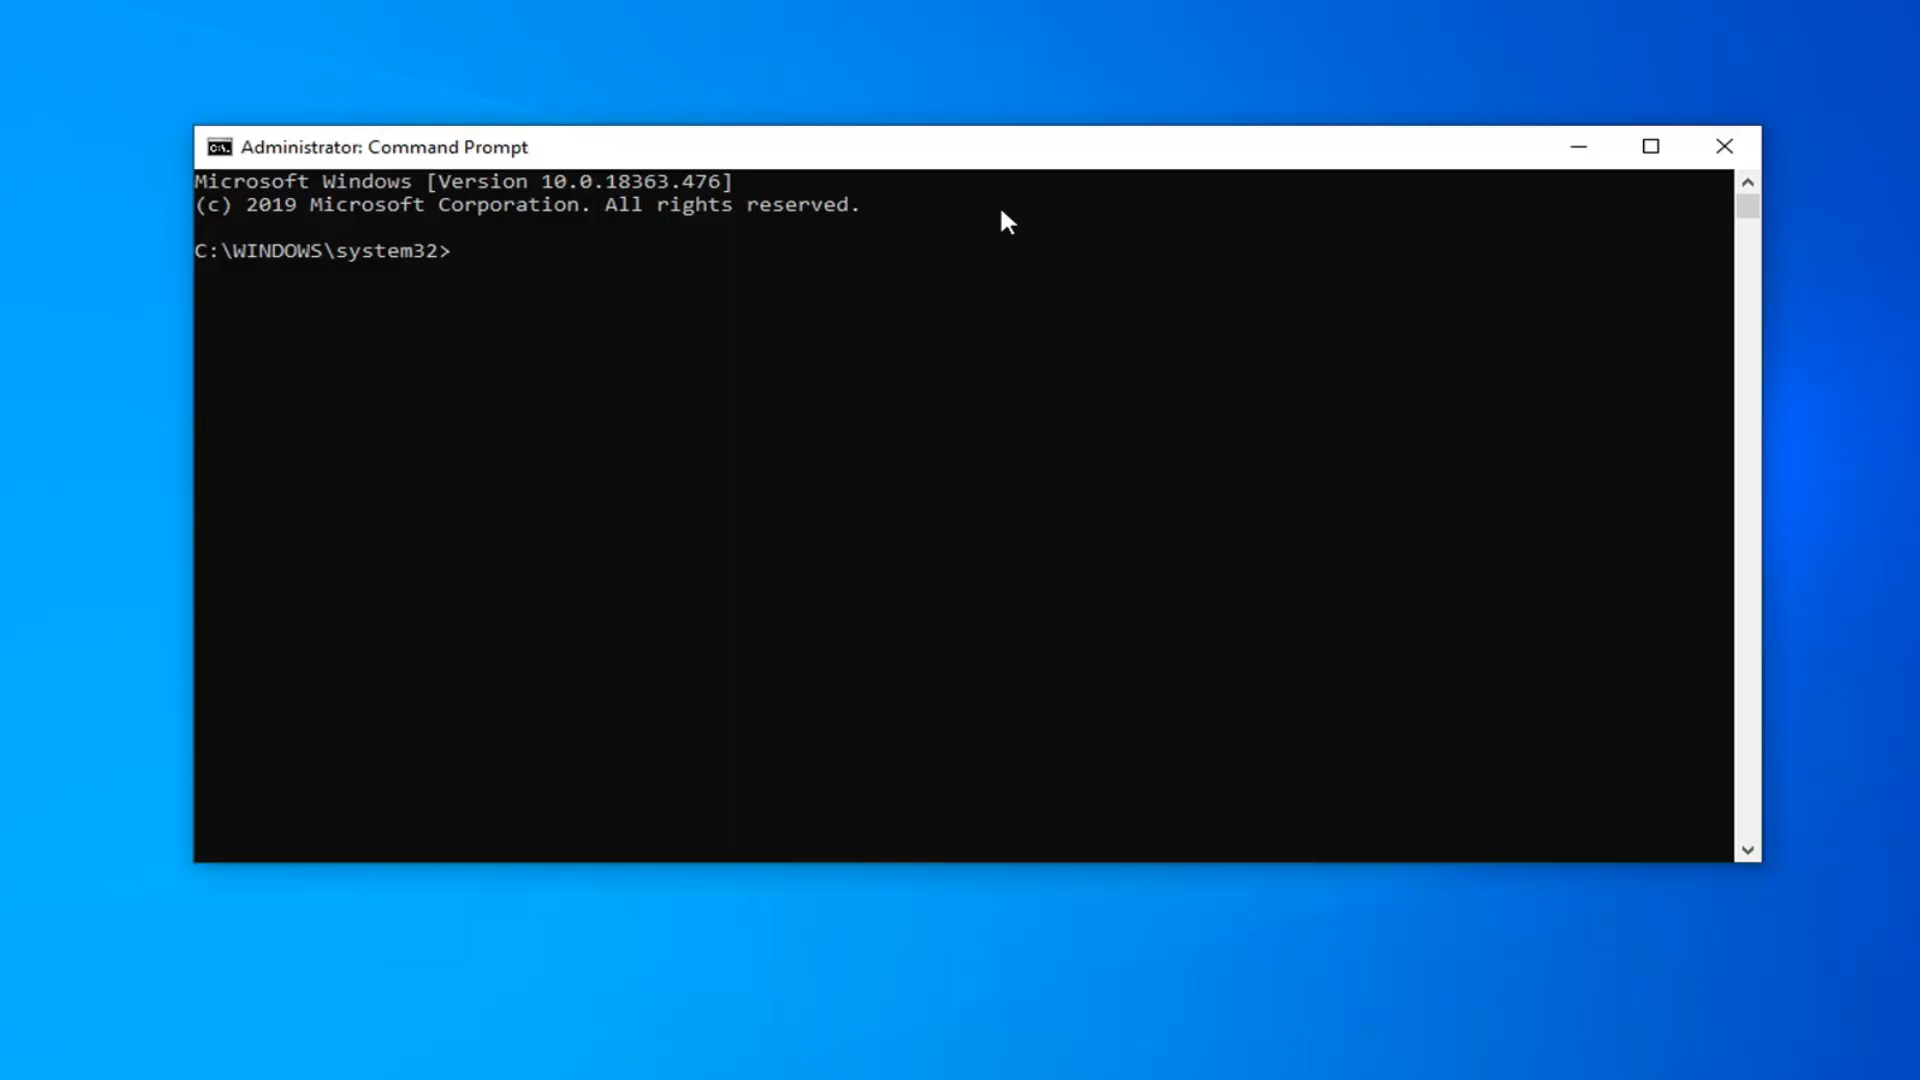 Administrator: Command Prompt
Microsoft Windows [Version 10.0.18363.476]
(c) 2019 Microsoft Corporation. All rights reserved.
C:\WINDOWS\system32>